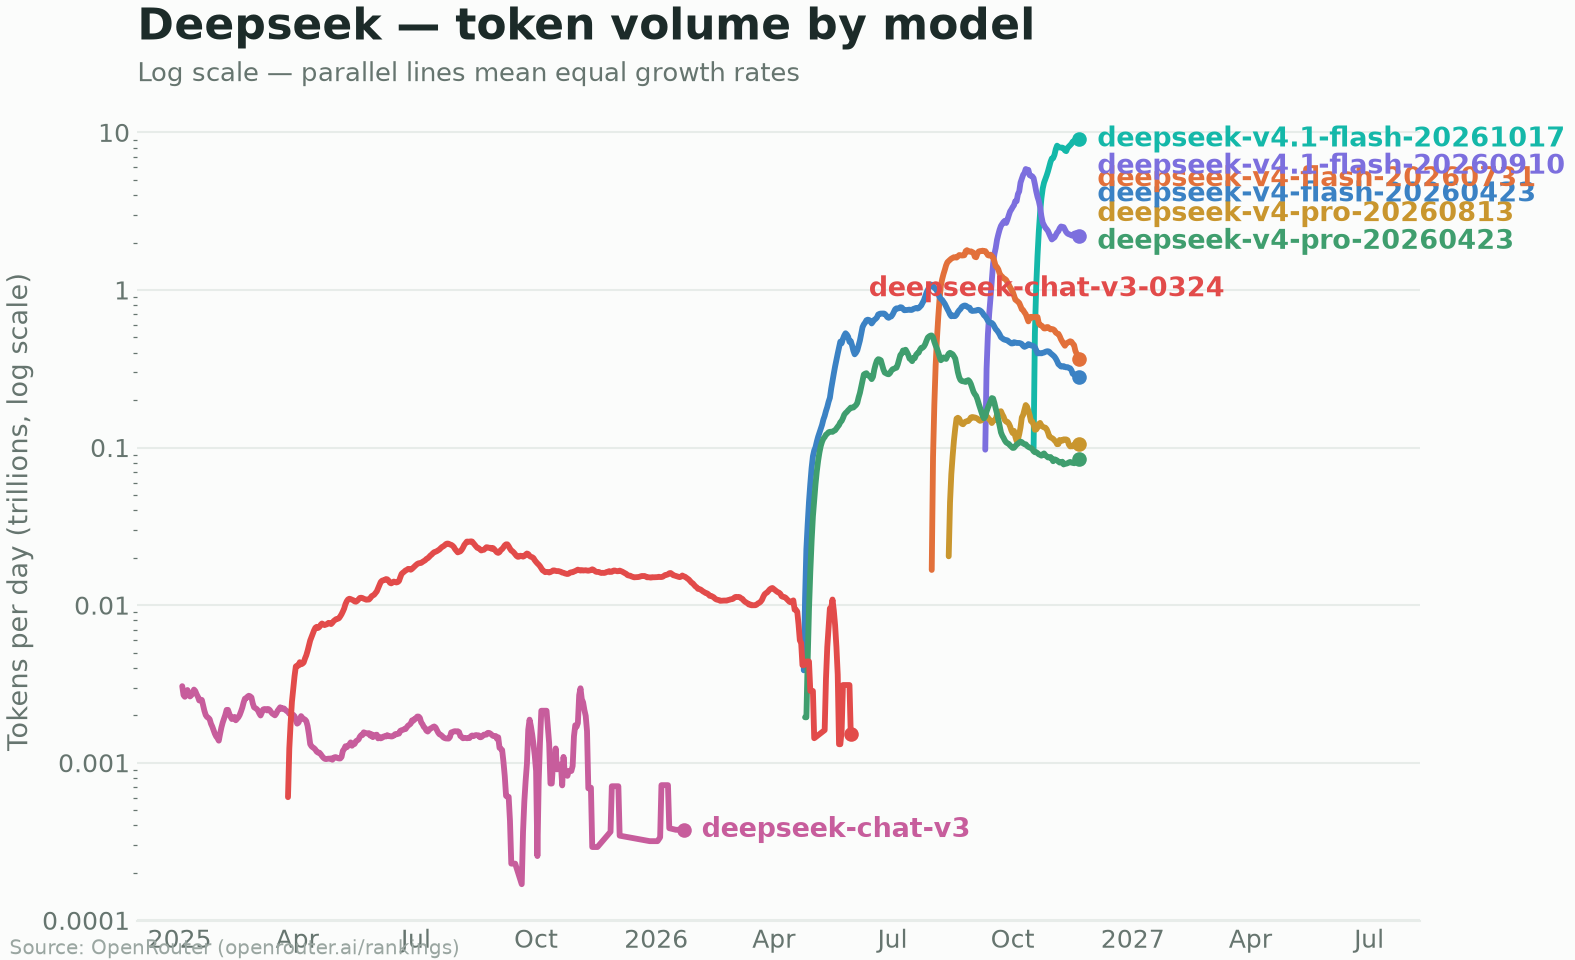 Deepseek — token volume by model
Log scale — parallel lines mean equal growth rates
Tokens per day (trillions, log scale)
10
1
0.1
0.01
0.001
0.0001
deepseek-v4.1-flash-20261017
deepseek-v4.1-flash-20260910
deepseek-v4-flash-20260731
deepseek-v4-flash-20260423
deepseek-v4-pro-20260813
deepseek-v4-pro-20260423
deepseek-chat-v3-0324
deepseek-chat-v3
2025 Apr Jul Oct 2026 Apr Jul Oct 2027 Apr Jul
Source: OpenRouter (openrouter.ai/rankings)